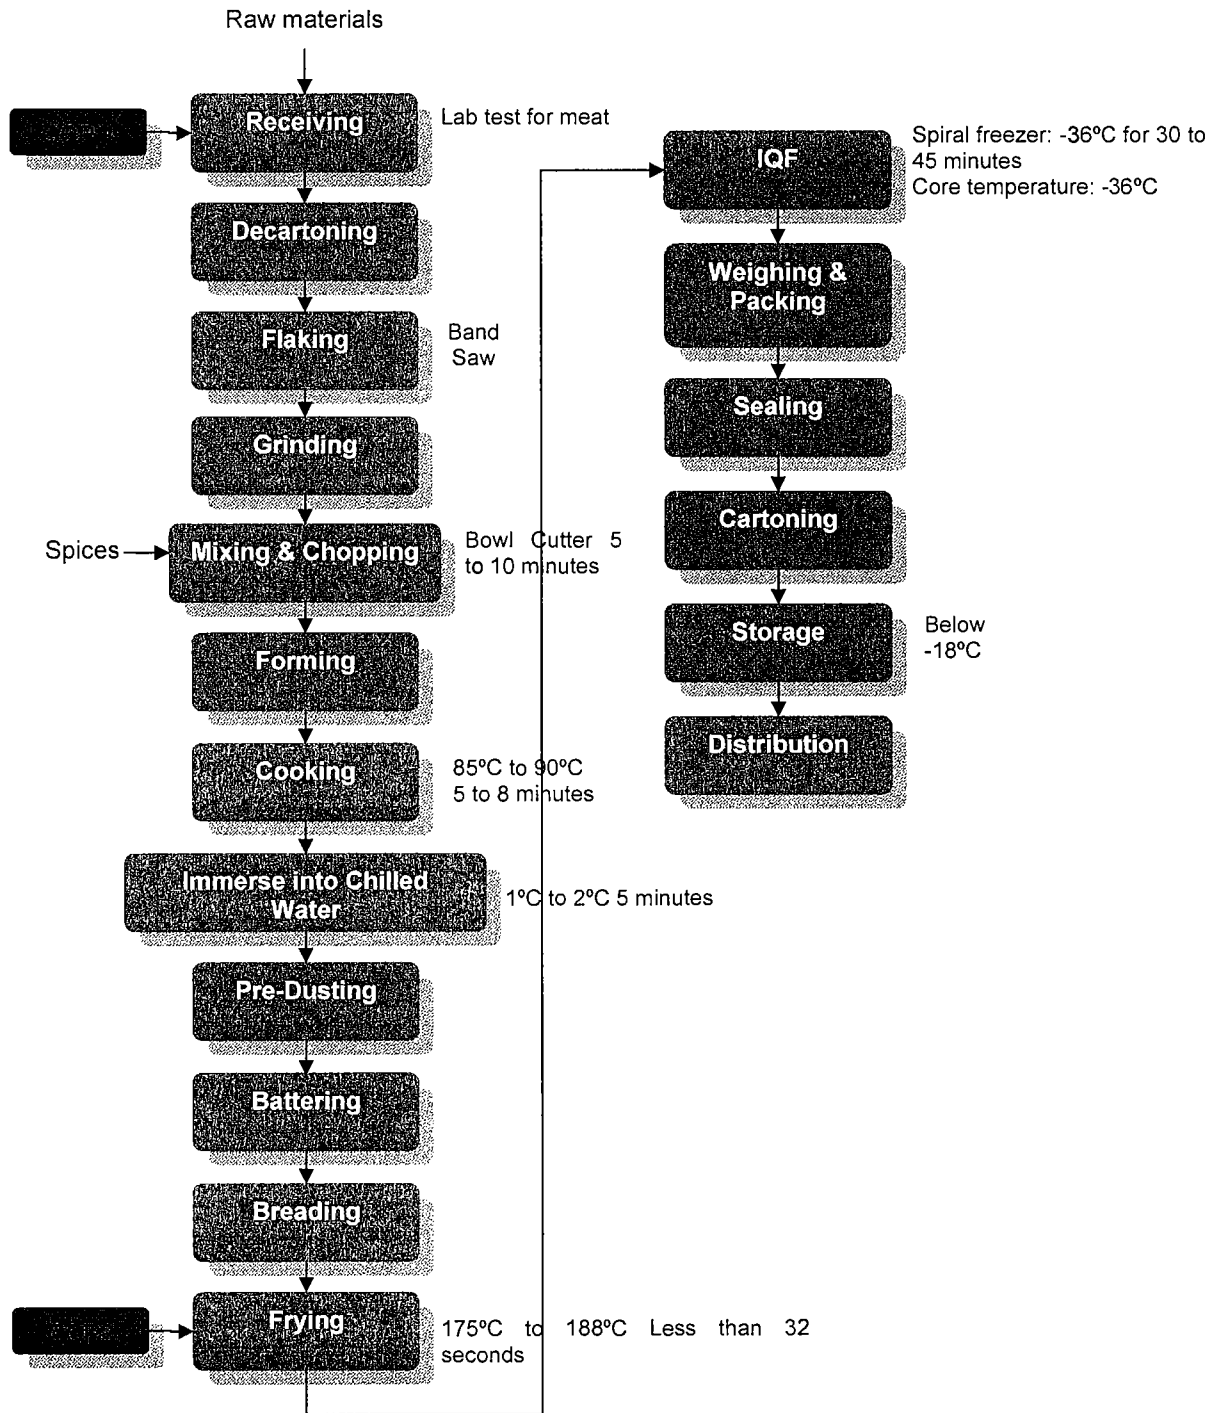 Raw materials
Receiving
Lab test for meat
Decartoning
Flaking
Band
Saw
Grinding
Spices
Mixing & Chopping
Bowl Cutter 5
to 10 minutes
Forming
Cooking
85ºC to 90ºC
5 to 8 minutes
Immerse into Chilled
Water
1ºC to 2ºC 5 minutes
Pre-Dusting
Battering
Breading
Frying
175ºC to 188ºC Less than 32
seconds
IQF
Spiral freezer: -36ºC for 30 to
45 minutes
Core temperature: -36ºC
Weighing &
Packing
Sealing
Cartoning
Storage
Below
-18ºC
Distribution